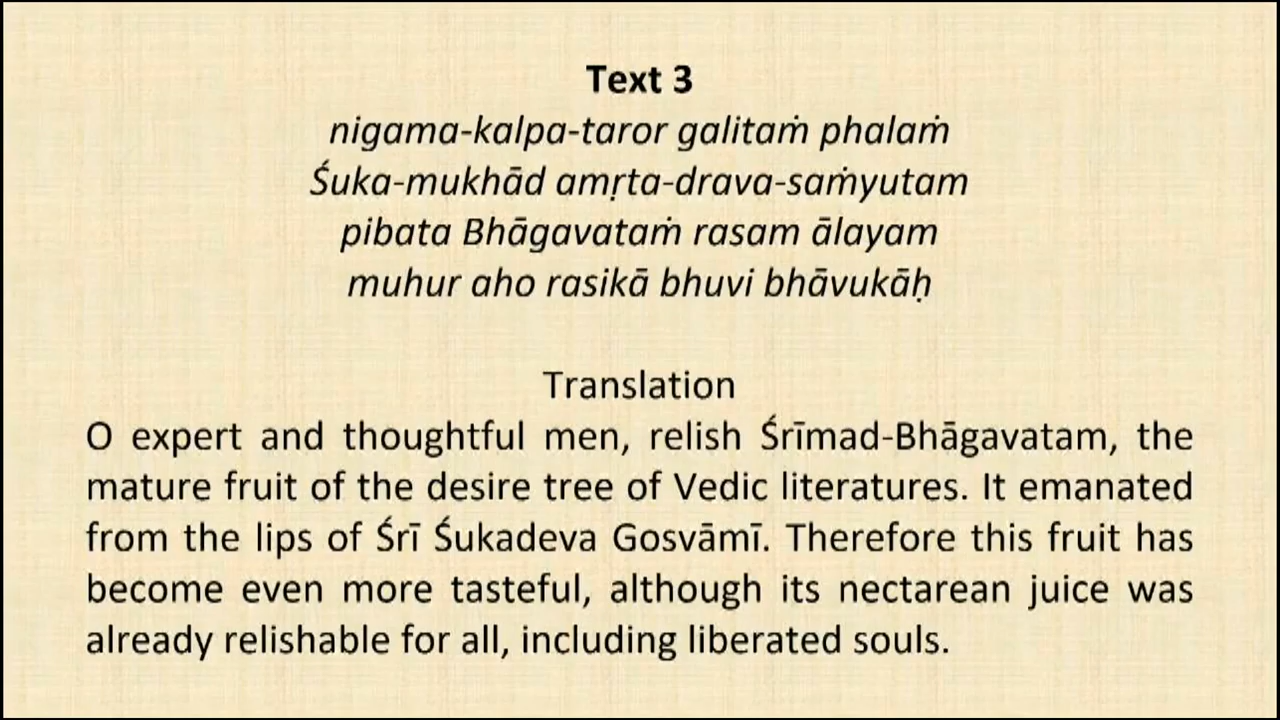 Text 3
nigama-kalpa-taror galitaṁ phalaṁ
Śuka-mukhād amṛta-drava-saṁyutam
pibata Bhāgavataṁ rasam ālayam
muhur aho rasikā bhuvi bhāvukāḥ
Translation
O expert and thoughtful men, relish Śrīmad-Bhāgavatam, the
mature fruit of the desire tree of Vedic literatures. It emanated
from the lips of Śrī Śukadeva Gosvāmī. Therefore this fruit has
become even more tasteful, although its nectarean juice was
already relishable for all, including liberated souls.